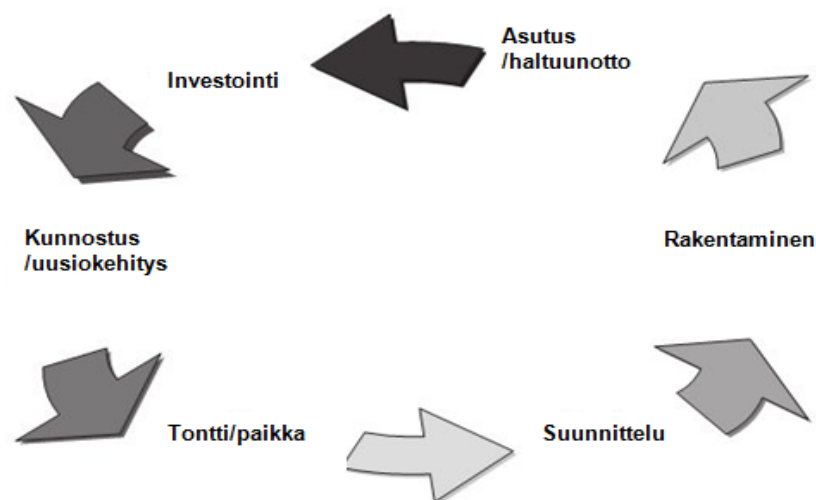 Asutus
/haltuunotto
Investointi
Kunnostus
/uusiokehitys
Rakentaminen
Tontti/paikka
Suunnittelu